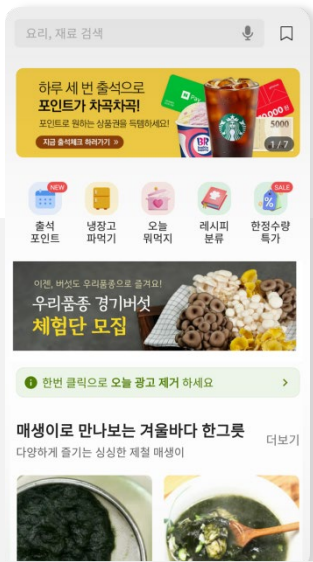 요리, 재료 검색
하루 세 번 출석으로
포인트가 차곡차곡!
포인트로 원하는 상품권을 득템하세요!
지금 출석체크 하러가기 »
Pay
BR
5000
1/7
NEW
SALE
출석
포인트
냉장고
파먹기
오늘
뭐먹지
레시피
분류
한정수량
특가
이젠, 버섯도 우리품종으로 즐겨요!
우리품종 경기버섯
체험단 모집
한번 클릭으로 오늘 광고 제거 하세요
매생이로 만나보는 겨울바다 한그릇
더보기
다양하게 즐기는 싱싱한 제철 매생이